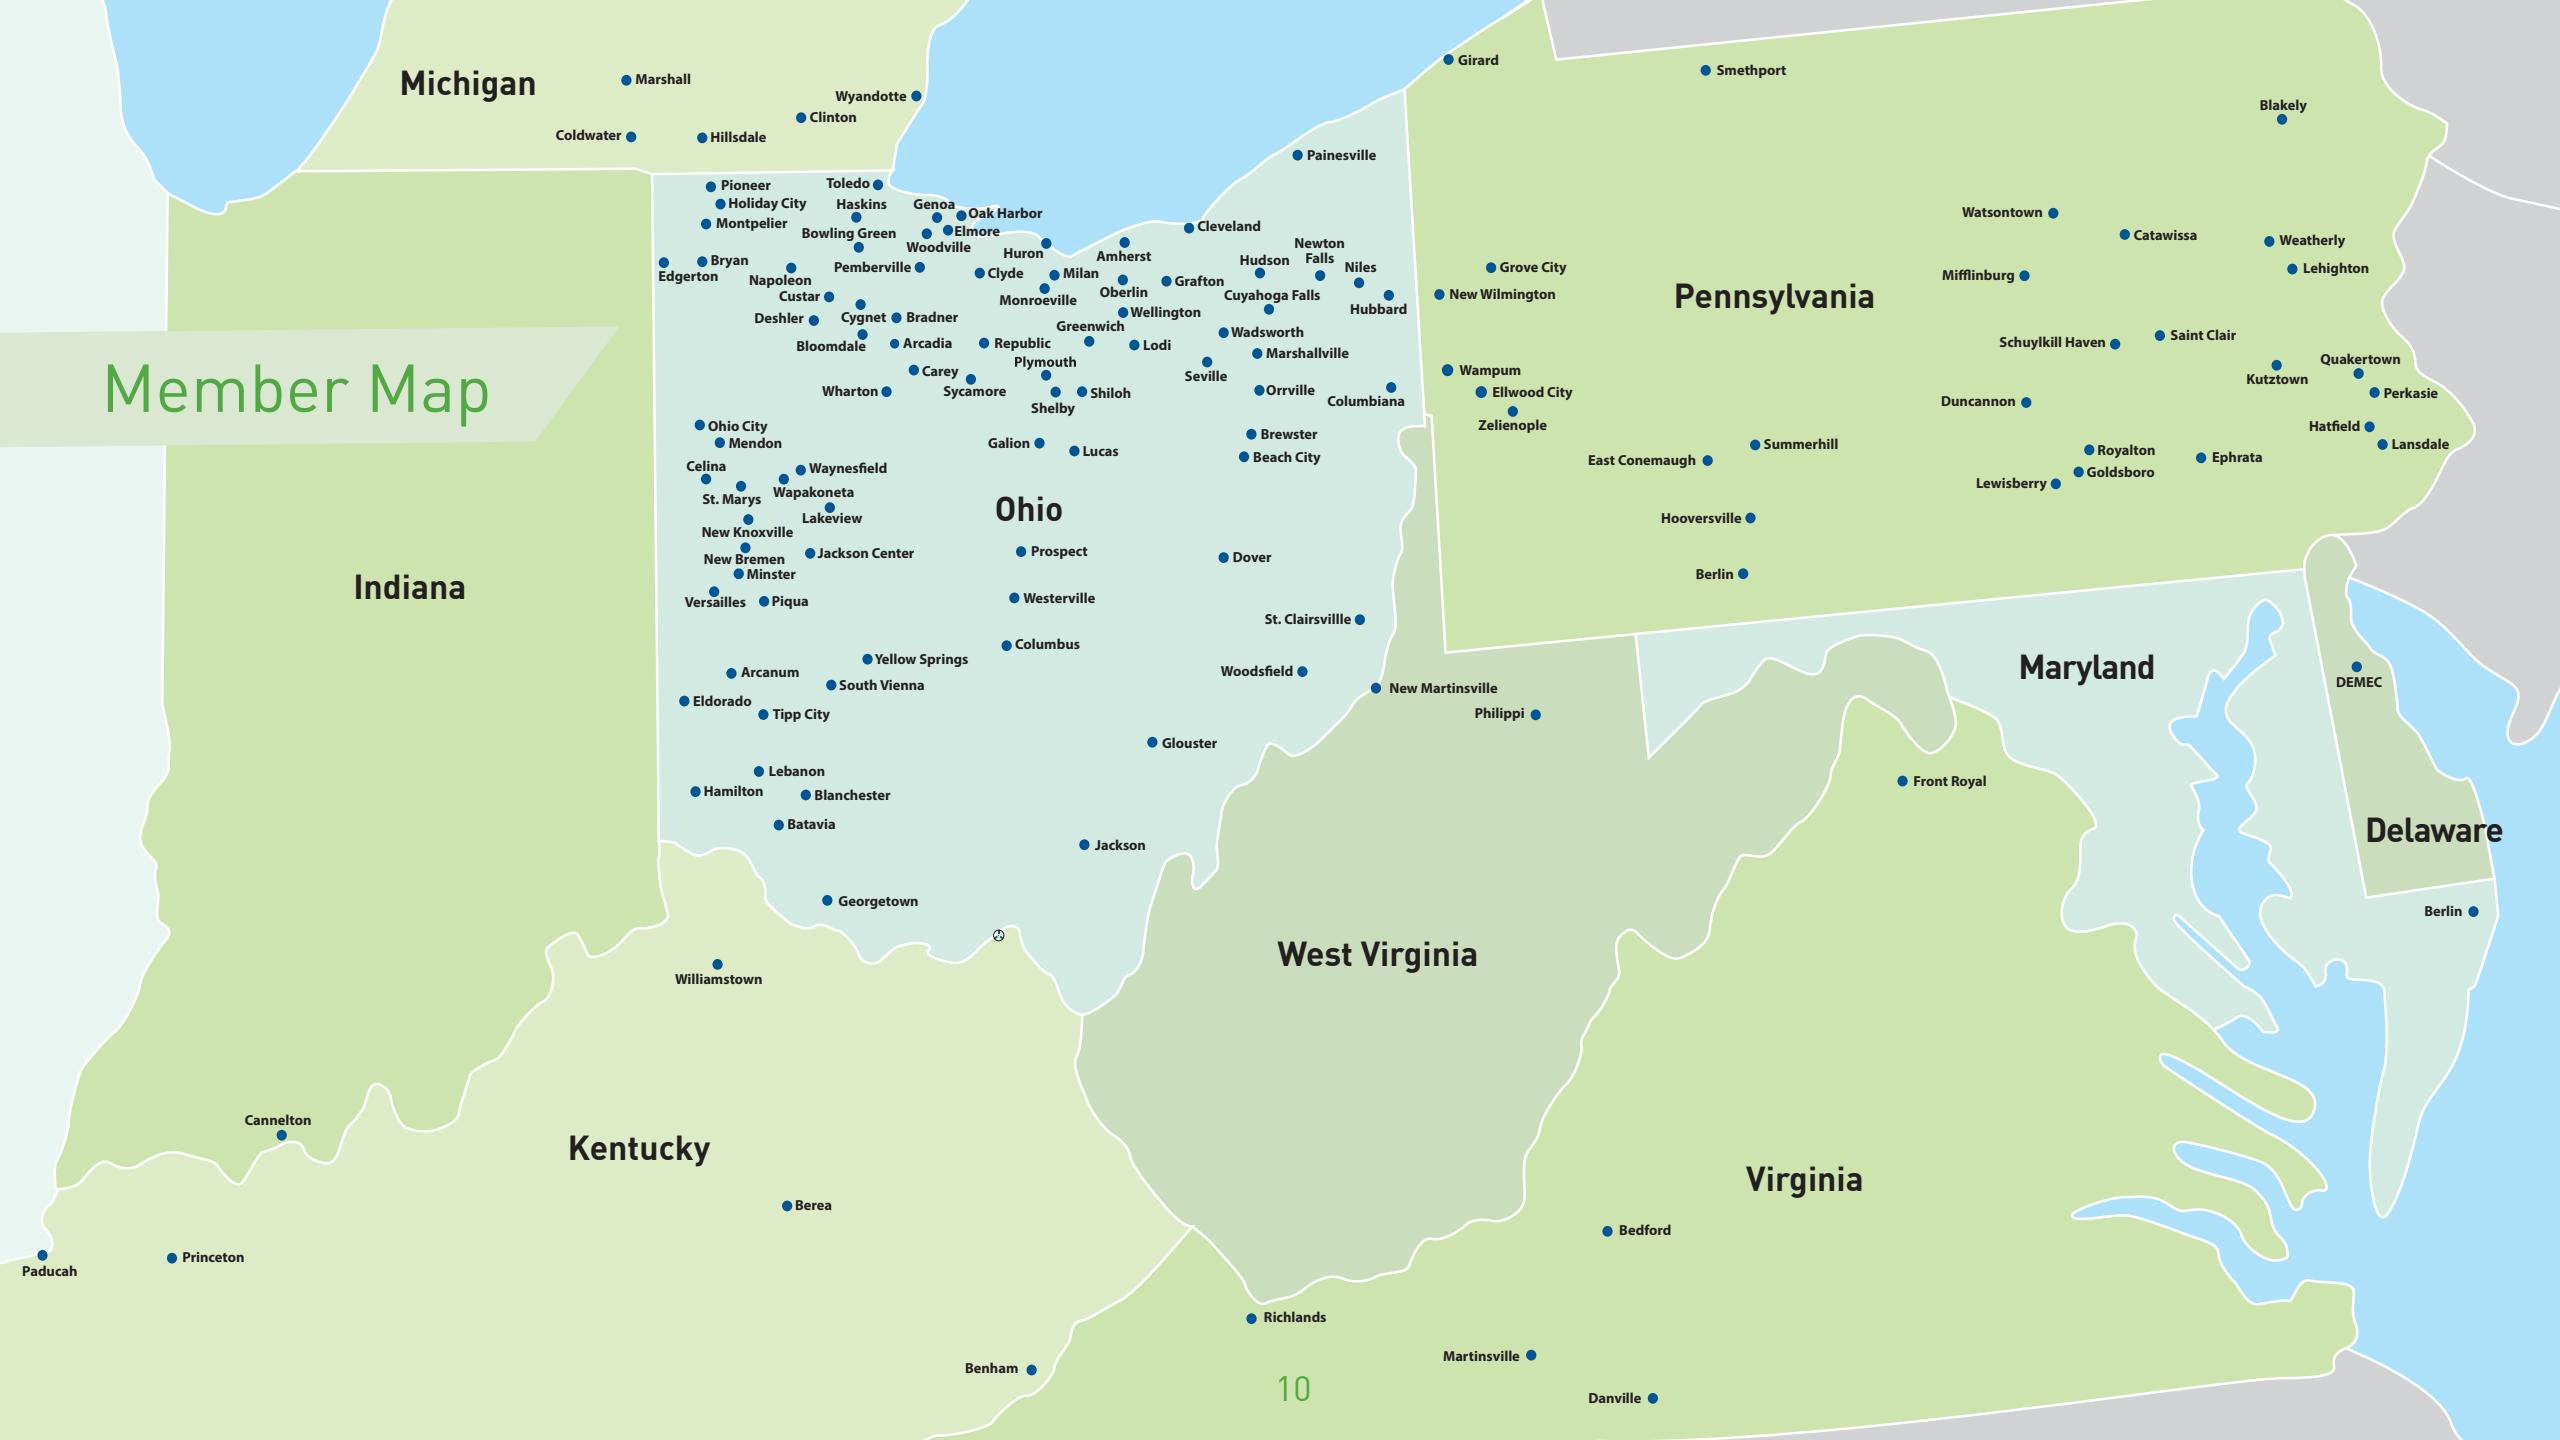 Michigan
Marshall
Wyandotte
Clinton
Coldwater
Hillsdale
Girard
Smethport
Blakely
Painesville
Pioneer
Toledo
Holiday City
Haskins
Genoa
Oak Harbor
Montpelier
Bowling Green
Elmore
Woodville
Cleveland
Huron
Amherst
Newton
Falls
Hudson
Niles
Edgerton
Bryan
Napoleon
Pemberville
Clyde
Milan
Grafton
Oberlin
Monroeville
Cuyahoga Falls
Hubbard
Custar
Deshler
Cygnet
Bradner
Wellington
Greenwich
Wadsworth
Bloomdale
Arcadia
Republic
Lodi
Marshallville
Plymouth
Carey
Seville
Wharton
Sycamore
Shelby
Shiloh
Orrville
Columbiana
Watsontown
Catawissa
Weatherly
Lehighton
Mifflinburg
Grove City
New Wilmington
Pennsylvania
Schuylkill Haven
Saint Clair
Quakertown
Kutztown
Perkasie
Wampum
Ellwood City
Zelienople
Duncannon
Hatfield
Lansdale
Member Map
Ohio City
Mendon
Galion
Lucas
Brewster
Beach City
Summerhill
East Conemaugh
Royalton
Goldsboro
Ephrata
Lewisberry
Celina
Waynesfield
St. Marys
Wapakoneta
Lakeview
New Knoxville
Ohio
Hooversville
New Bremen
Jackson Center
Prospect
Dover
Minster
Berlin
Indiana
Versailles
Piqua
Westerville
St. Clairsvillle
Columbus
Yellow Springs
Arcanum
South Vienna
Woodsfield
New Martinsville
Philippi
Maryland
DEMEC
Eldorado
Tipp City
Glouster
Lebanon
Hamilton
Blanchester
Front Royal
Batavia
Delaware
Jackson
Georgetown
Berlin
West Virginia
Williamstown
Cannelton
Kentucky
Virginia
Berea
Bedford
Princeton
Paducah
Richlands
Benham
Martinsville
Danville
10